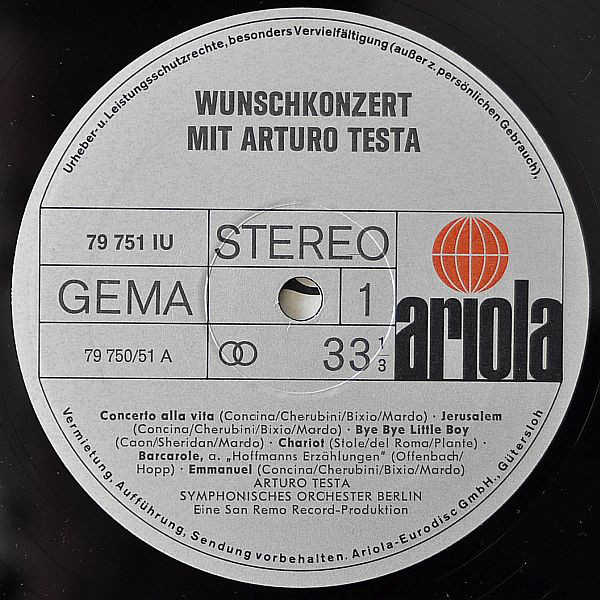 Urheber- u. Leistungsschutzrechte, besonders Vervielfältigung (außer z. persönlichen Gebrauch),
WUNSCHKONZERT
MIT ARTURO TESTA
79 751 IU
STEREO
GEMA
1
ariola
79 750/51 A
33 1/3
Concerto alla vita (Concina/Cherubini/Bixio/Mardo) · Jerusalem
(Concina/Cherubini/Bixio/Mardo) · Bye Bye Little Boy
(Caon/Sheridan/Mardo) · Chariot (Stole/del Roma/Plante) ·
Barcarole, a. „Hoffmanns Erzählungen" (Offenbach/
Hopp) · Emmanuel (Concina/Cherubini/Bixio/Mardo)
ARTURO TESTA
SYMPHONISCHES ORCHESTER BERLIN
Eine San Remo Record-Produktion
Vermietung, Aufführung, Sendung vorbehalten. Ariola-Eurodisc GmbH., Gütersloh